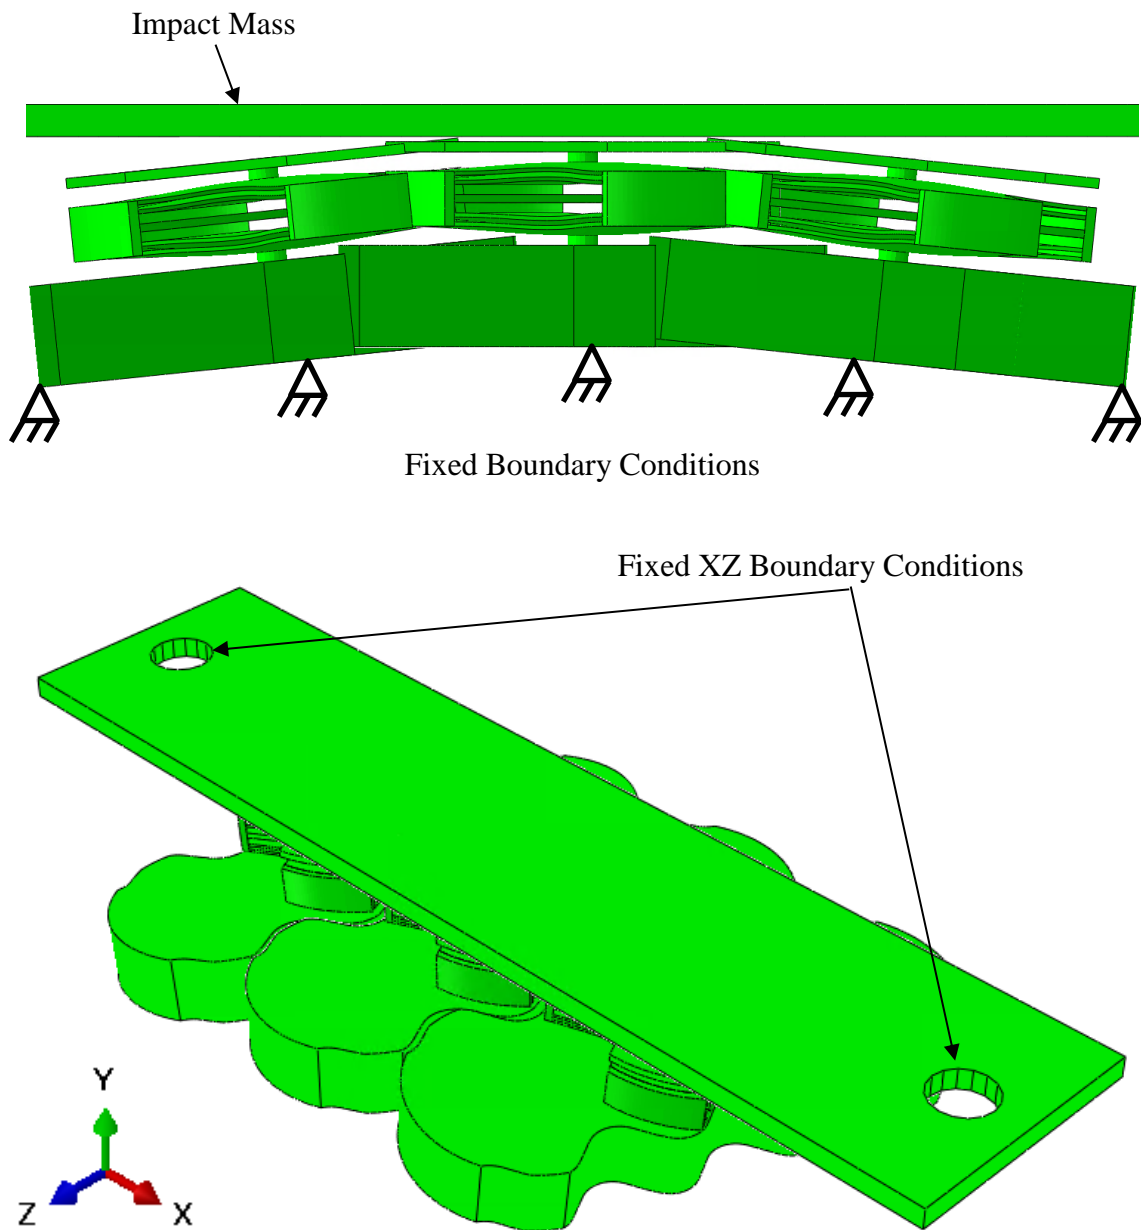 Impact Mass
Fixed Boundary Conditions
Fixed XZ Boundary Conditions
Y
Z
X